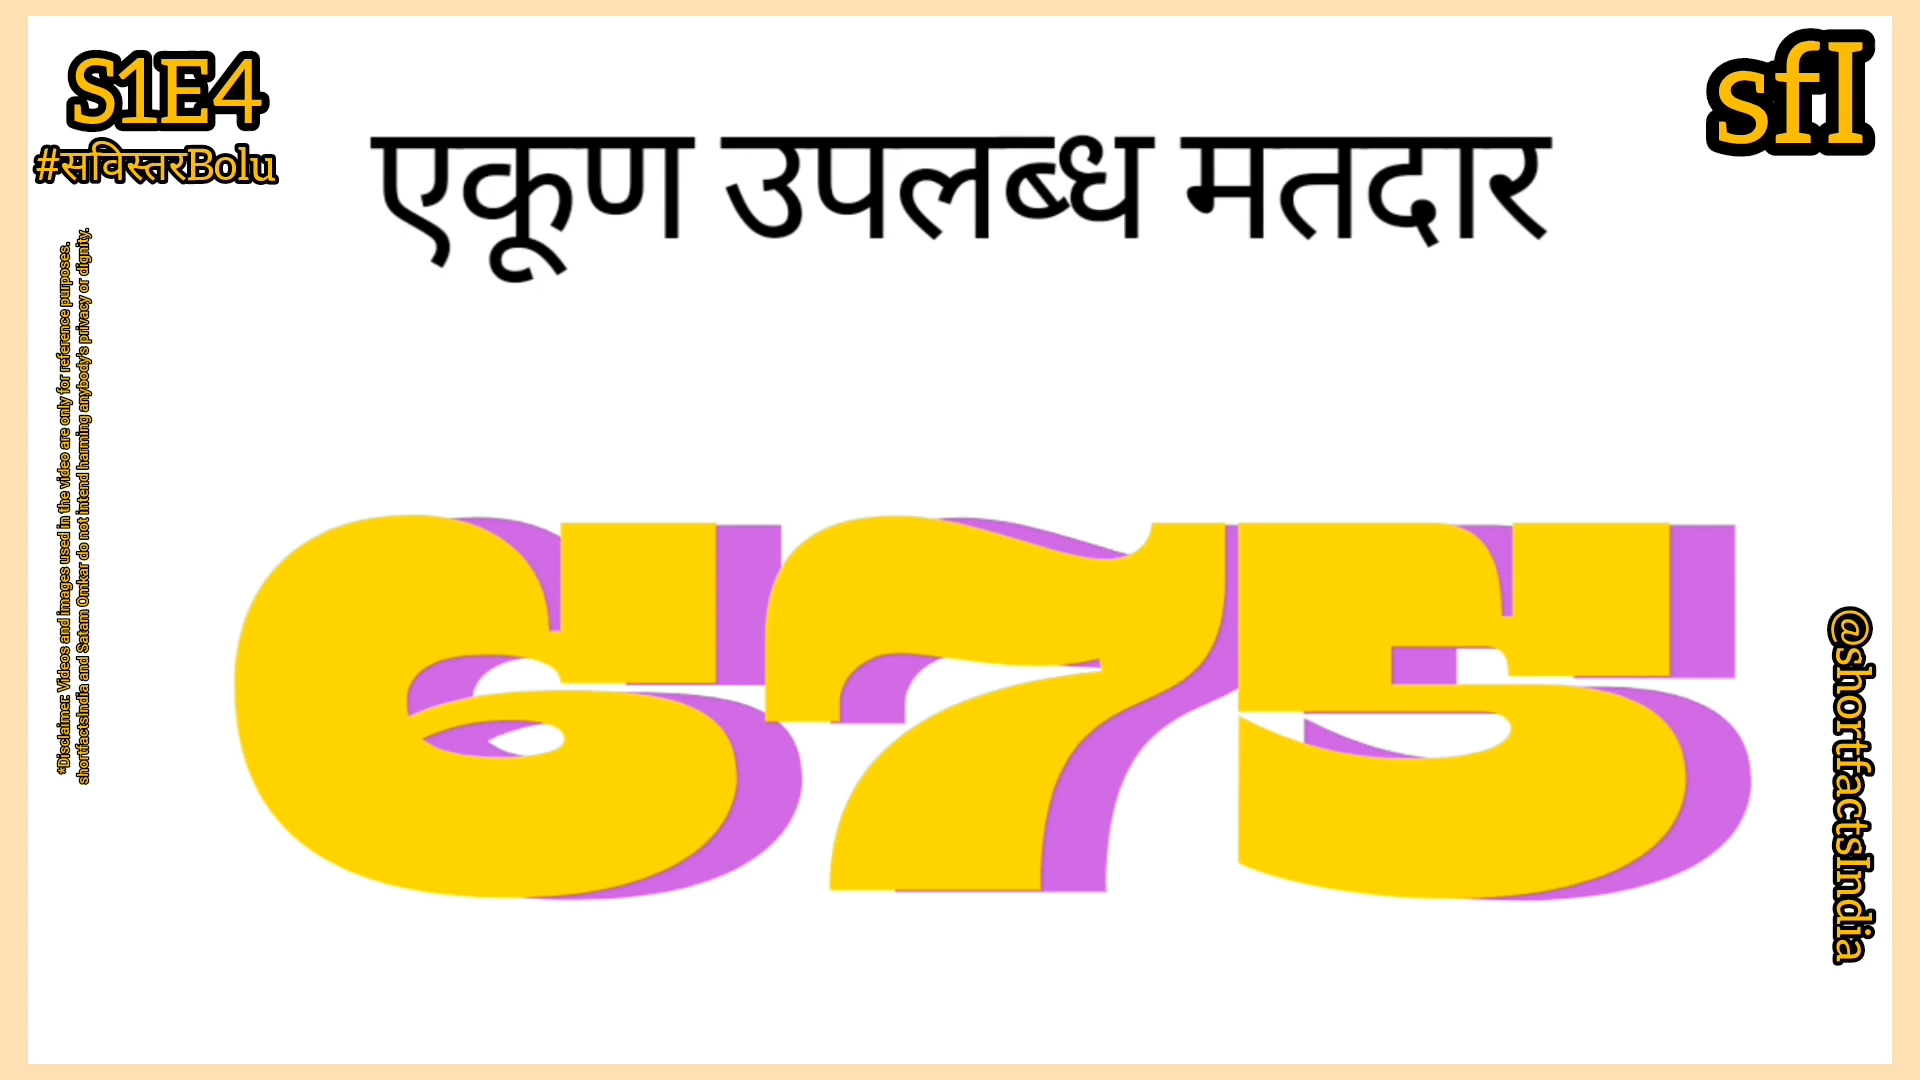 S1E4
#सविस्तरBolu
sfI
एकूण उपलब्ध मतदार
675
*Disclaimer: Videos and images used in the video are only for reference purposes.
shortfactsIndia and Satam Omkar do not intend harming anybody's privacy or dignity.
@shortfactsIndia